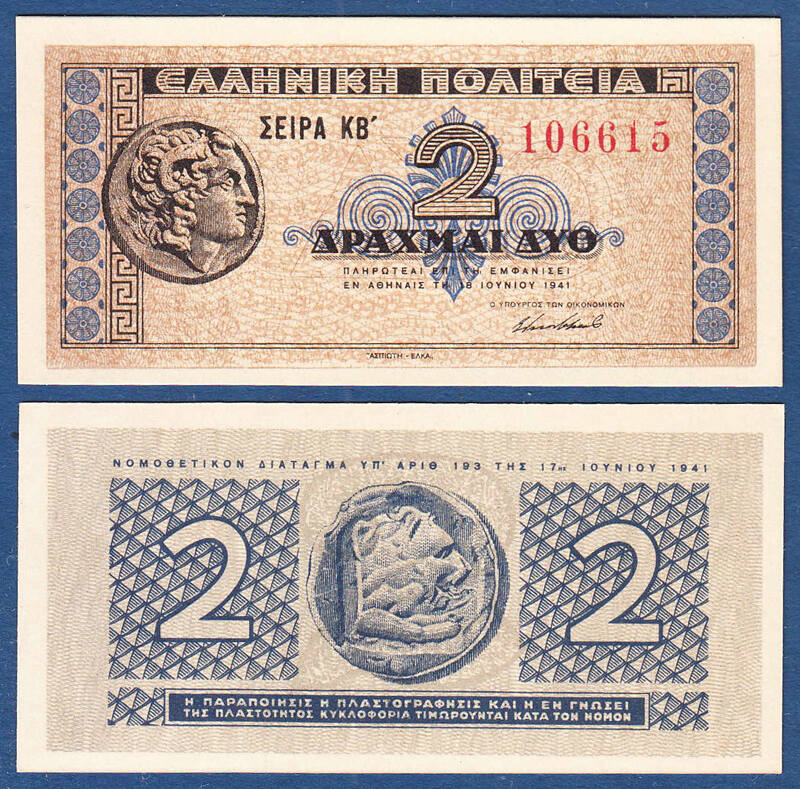 ΕΛΛΗΝΙΚΗ ΠΟΛΙΤΕΙΑ
ΣΕΙΡΑ ΚΒ΄ 106615
2
ΔΡΑΧΜΑΙ ΔΥΟ
ΠΛΗΡΩΤΕΑΙ ΕΠΙ ΤΗ ΕΜΦΑΝΙΣΕΙ
ΕΝ ΑΘΗΝΑΙΣ ΤΗ 18 ΙΟΥΝΙΟΥ 1941
Ο ΥΠΟΥΡΓΟΣ ΤΩΝ ΟΙΚΟΝΟΜΙΚΩΝ
"ΑΣΠΙΩΤΗ - ΕΛΚΑ.
ΝΟΜΟΘΕΤΙΚΟΝ ΔΙΑΤΑΓΜΑ ΥΠ' ΑΡΙΘ 193 ΤΗΣ 17ΗΣ ΙΟΥΝΙΟΥ 1941
2 2
Η ΠΑΡΑΠΟΙΗΣΙΣ Η ΠΛΑΣΤΟΓΡΑΦΗΣΙΣ ΚΑΙ Η ΕΝ ΓΝΩΣΕΙ
ΤΗΣ ΠΛΑΣΤΟΤΗΤΟΣ ΚΥΚΛΟΦΟΡΙΑ ΤΙΜΩΡΟΥΝΤΑΙ ΚΑΤΑ ΤΟΝ ΝΟΜΟΝ